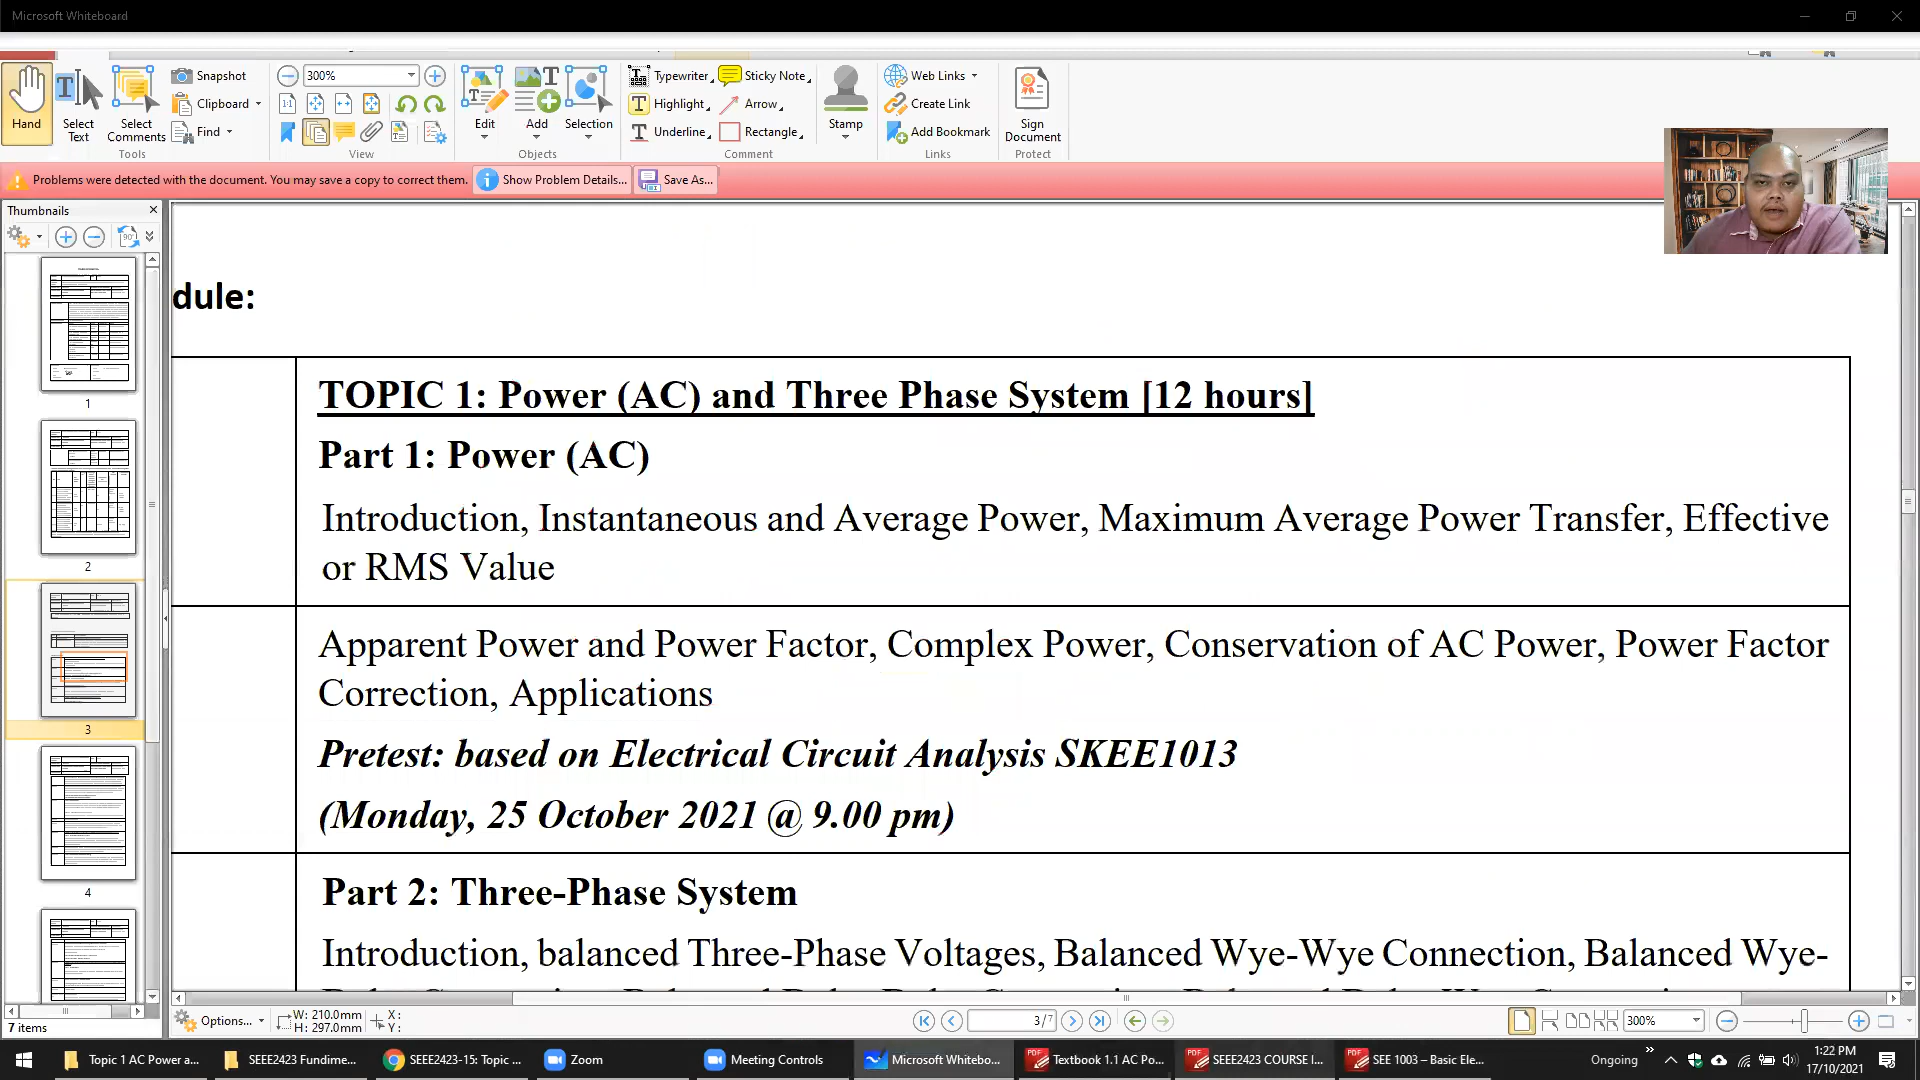 Microsoft Whiteboard
Hand
Select Text
Select Comments
Snapshot
Clipboard
Find
Tools
300%
View
Edit
Add
Selection
Objects
Typewriter
Highlight
Underline
Sticky Note
Arrow
Rectangle
Stamp
Comment
Web Links
Create Link
Add Bookmark
Links
Sign Document
Protect
Problems were detected with the document. You may save a copy to correct them.
Show Problem Details...
Save As...
Thumbnails
1
2
3
4
dule:
TOPIC 1: Power (AC) and Three Phase System [12 hours]
Part 1: Power (AC)
Introduction, Instantaneous and Average Power, Maximum Average Power Transfer, Effective
or RMS Value
Apparent Power and Power Factor, Complex Power, Conservation of AC Power, Power Factor
Correction, Applications
Pretest: based on Electrical Circuit Analysis SKEE1013
(Monday, 25 October 2021 @ 9.00 pm)
Part 2: Three-Phase System
Introduction, balanced Three-Phase Voltages, Balanced Wye-Wye Connection, Balanced Wye-
7 items
Options...
W: 210.0mm
H: 297.0mm
X:
Y:
3/7
300%
Topic 1 AC Power a...
SEEE2423 Fundime...
SEEE2423-15: Topic ...
Zoom
Meeting Controls
Microsoft Whitebo...
Textbook 1.1 AC Po...
SEEE2423 COURSE I...
SEE 1003 – Basic Ele...
Ongoing
1:22 PM
17/10/2021